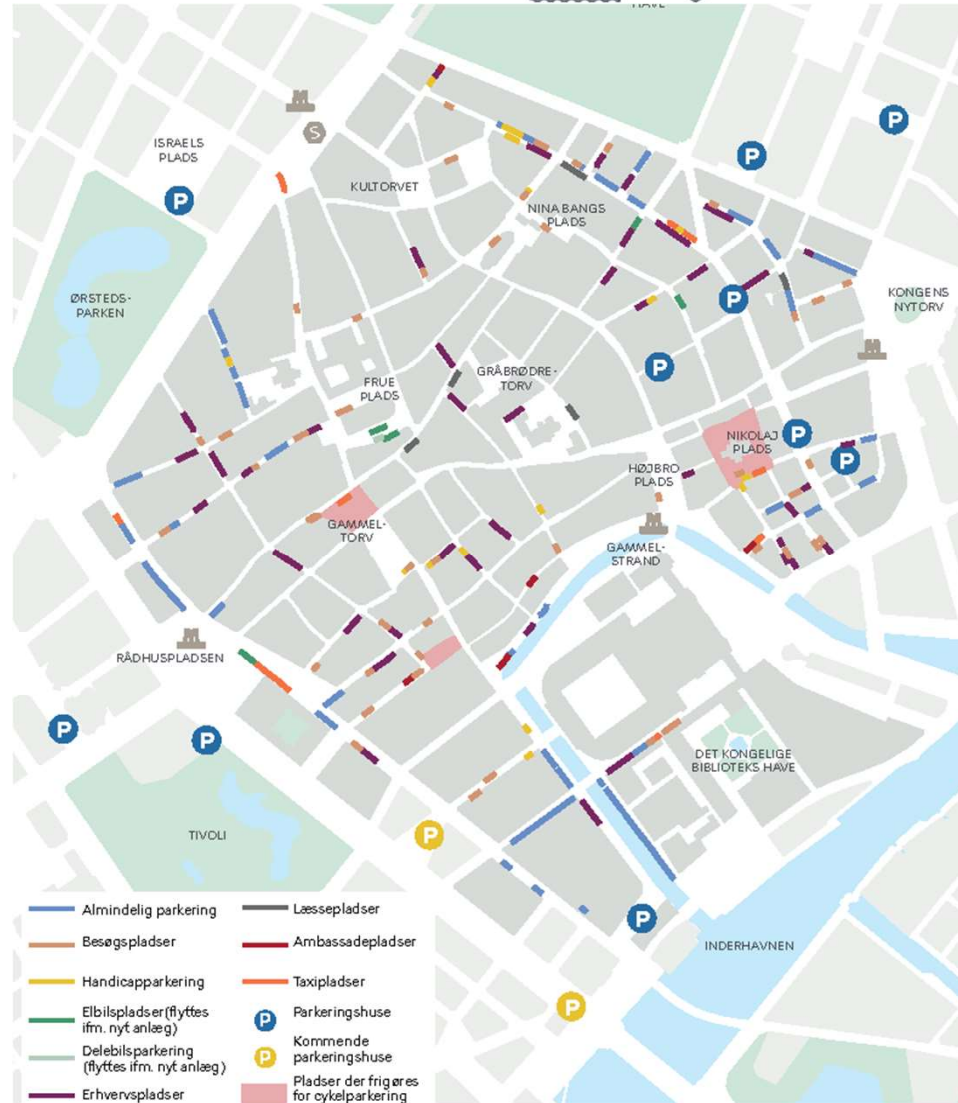 HAVE
ISRAELS
PLADS
S
P
P
P
KULTORVET
NINA BANGS
PLADS
ØRSTEDS-
PARKEN
KONGENS
NYTORV
P
P
FRUE
PLADS
GRÅBRØDRE-
TORV
NIKOLAJ
PLADS
P
P
HØJBRO
PLADS
GAMMEL-
TORV
GAMMEL-
STRAND
RÅDHUSPLADSEN
P
P
DET KONGELIGE
BIBLIOTEKS HAVE
TIVOLI
P
P
INDERHAVNEN
P
Almindelig parkering
Besøgspladser
Handicapparkering
Elbilspladser(flyttes
ifm. nyt anlæg)
Delebilsparkering
(flyttes ifm. nyt anlæg)
Erhvervspladser
Læssepladser
Ambassadepladser
Taxipladser
P Parkeringshuse
P Kommende
parkeringshuse
Pladser der frigøres
for cykelparkering